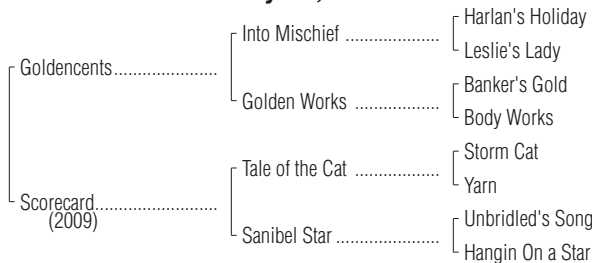 Harlan's Holiday
Into Mischief ....................
Leslie's Lady
Goldencents......................
Banker's Gold
Golden Works ..................
Body Works
Storm Cat
Tale of the Cat ..................
Yarn
Scorecard..........................
(2009)
Unbridled's Song
Sanibel Star ......................
Hangin On a Star